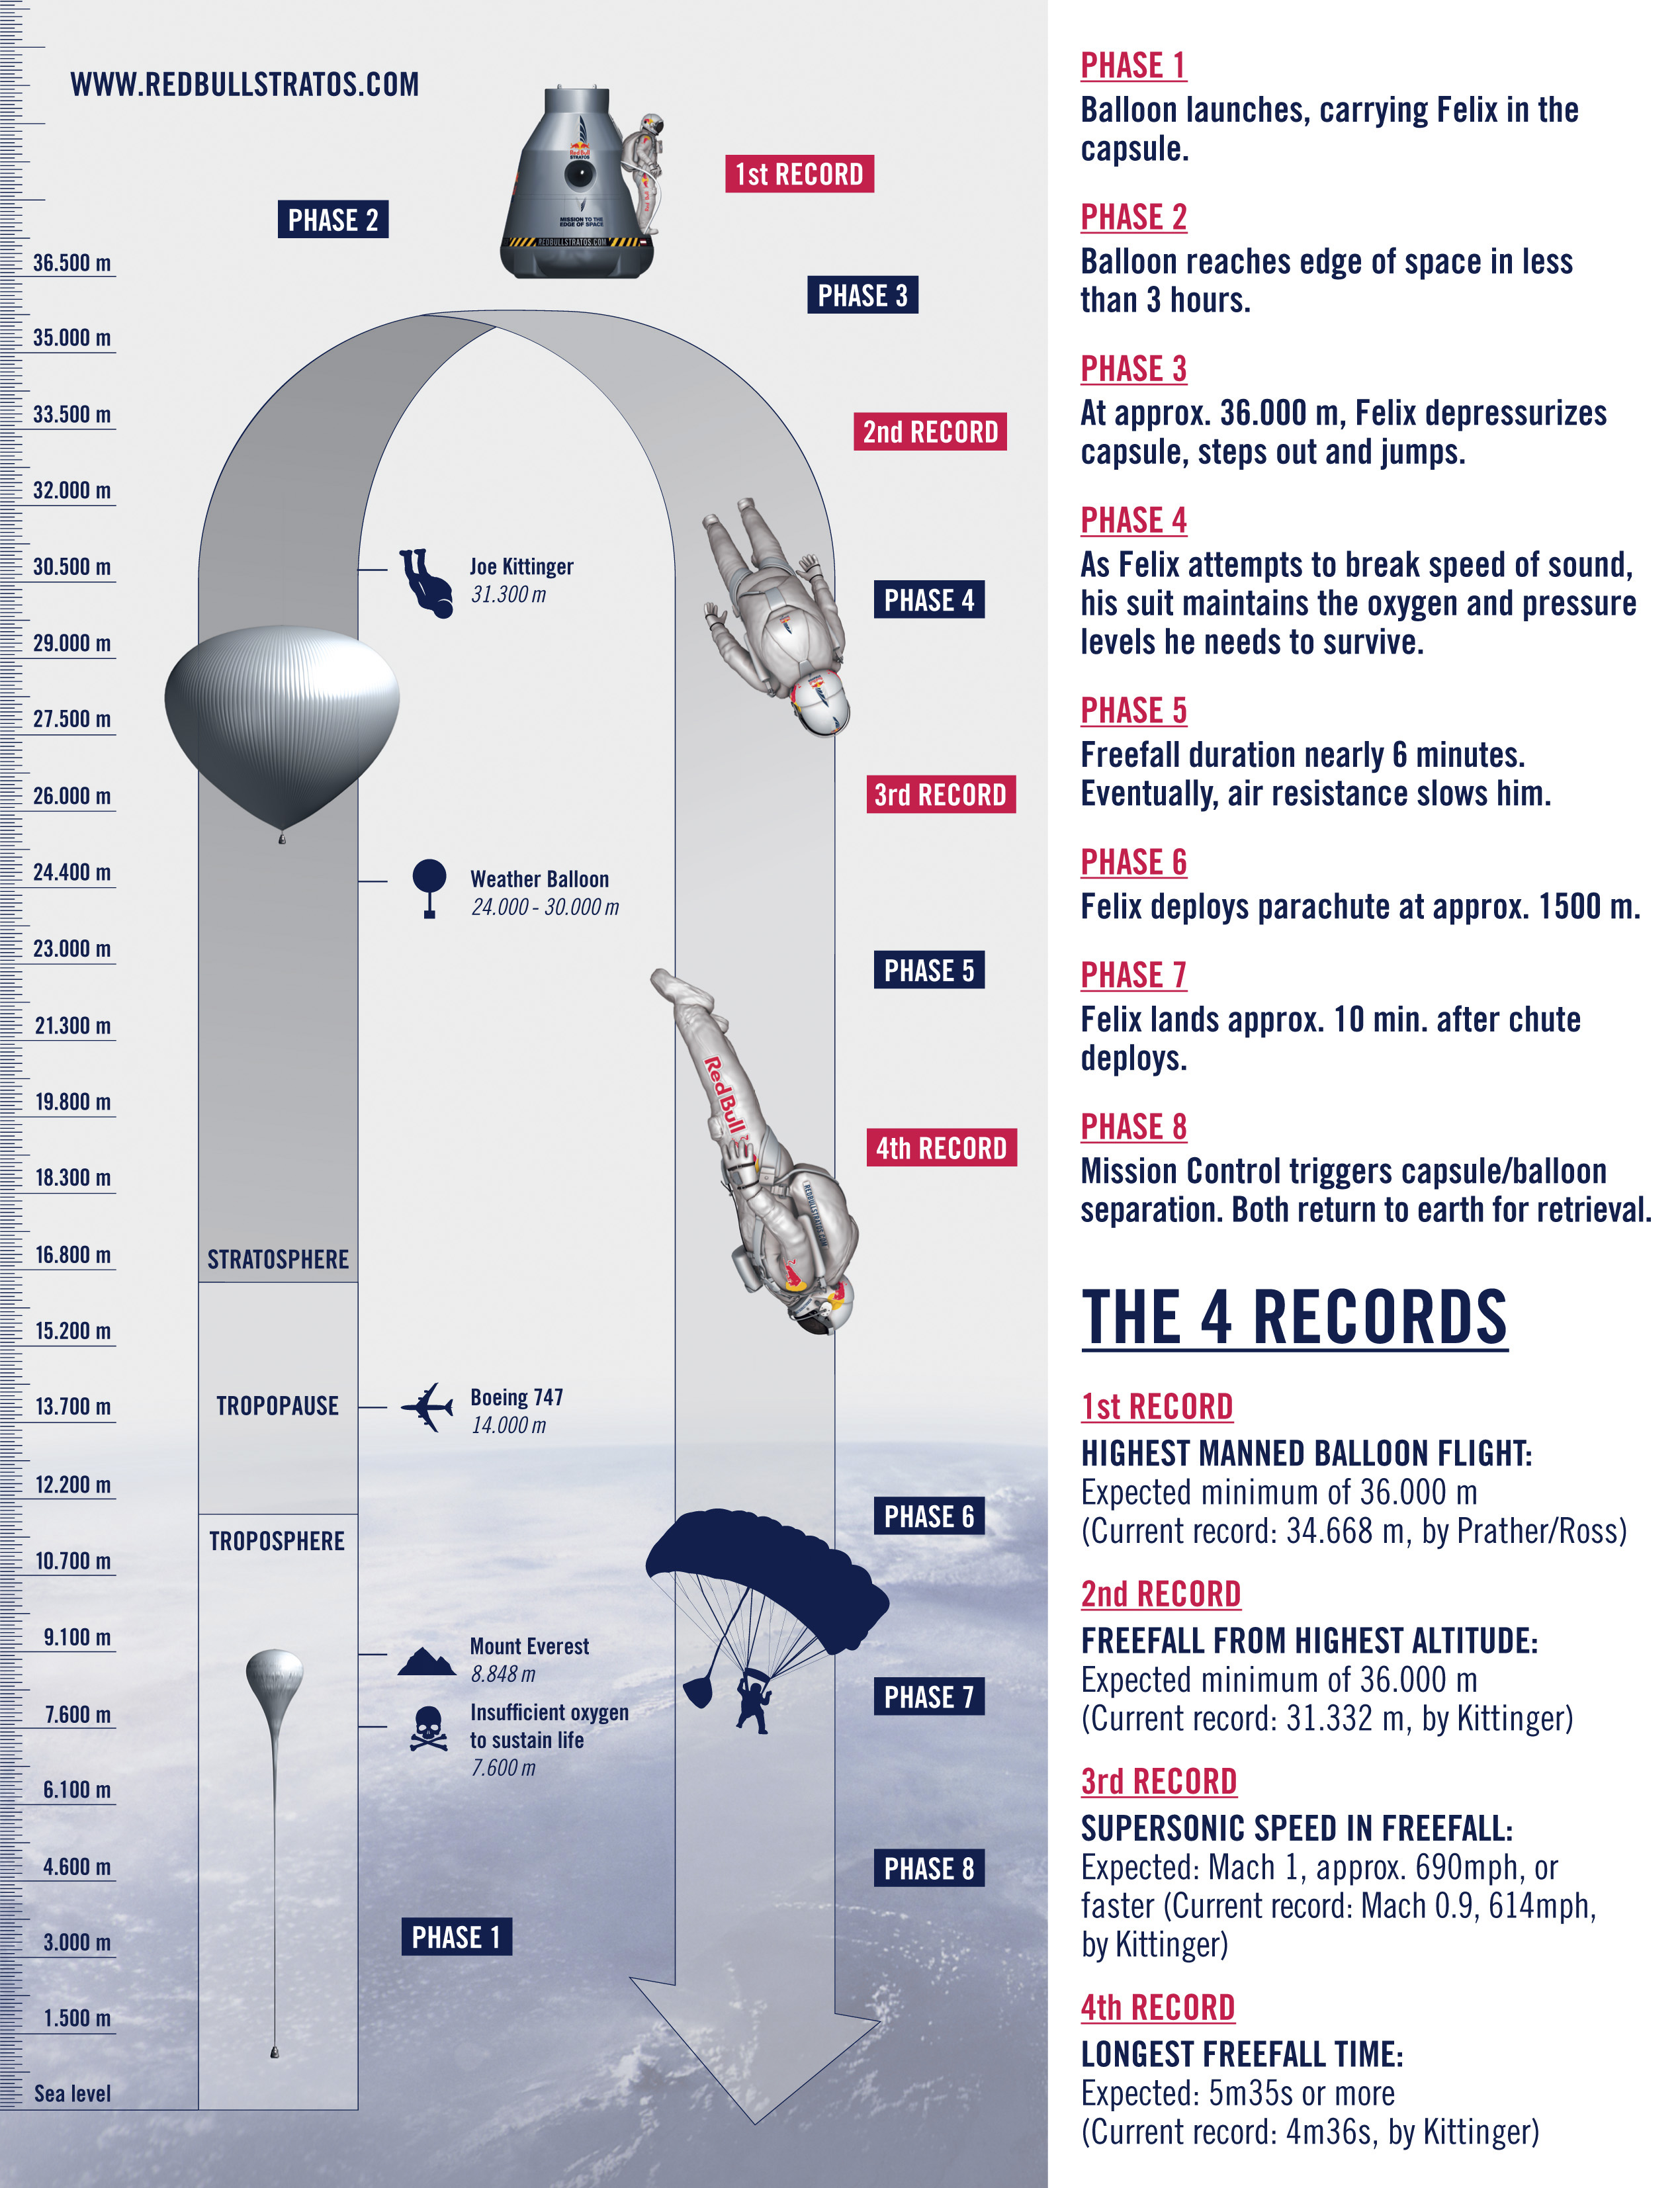 WWW.REDBULLSTRATOS.COM
Red Bull
STRATOS
MISSION TO THE
EDGE OF SPACE
REDBULLSTRATOS.COM
1st RECORD
PHASE 2
PHASE 3
2nd RECORD
PHASE 4
3rd RECORD
PHASE 5
4th RECORD
PHASE 6
PHASE 7
PHASE 8
PHASE 1
36.500 m
35.000 m
33.500 m
32.000 m
30.500 m
29.000 m
27.500 m
26.000 m
24.400 m
23.000 m
21.300 m
19.800 m
18.300 m
16.800 m
15.200 m
13.700 m
12.200 m
10.700 m
9.100 m
7.600 m
6.100 m
4.600 m
3.000 m
1.500 m
Sea level
STRATOSPHERE
TROPOPAUSE
TROPOSPHERE
Joe Kittinger
31.300 m
Weather Balloon
24.000 - 30.000 m
Red Bull
Boeing 747
14.000 m
Mount Everest
8.848 m
Insufficient oxygen
to sustain life
7.600 m
PHASE 1
Balloon launches, carrying Felix in the
capsule.
PHASE 2
Balloon reaches edge of space in less
than 3 hours.
PHASE 3
At approx. 36.000 m, Felix depressurizes
capsule, steps out and jumps.
PHASE 4
As Felix attempts to break speed of sound,
his suit maintains the oxygen and pressure
levels he needs to survive.
PHASE 5
Freefall duration nearly 6 minutes.
Eventually, air resistance slows him.
PHASE 6
Felix deploys parachute at approx. 1500 m.
PHASE 7
Felix lands approx. 10 min. after chute
deploys.
PHASE 8
Mission Control triggers capsule/balloon
separation. Both return to earth for retrieval.
THE 4 RECORDS
1st RECORD
HIGHEST MANNED BALLOON FLIGHT:
Expected minimum of 36.000 m
(Current record: 34.668 m, by Prather/Ross)
2nd RECORD
FREEFALL FROM HIGHEST ALTITUDE:
Expected minimum of 36.000 m
(Current record: 31.332 m, by Kittinger)
3rd RECORD
SUPERSONIC SPEED IN FREEFALL:
Expected: Mach 1, approx. 690mph, or
faster (Current record: Mach 0.9, 614mph,
by Kittinger)
4th RECORD
LONGEST FREEFALL TIME:
Expected: 5m35s or more
(Current record: 4m36s, by Kittinger)